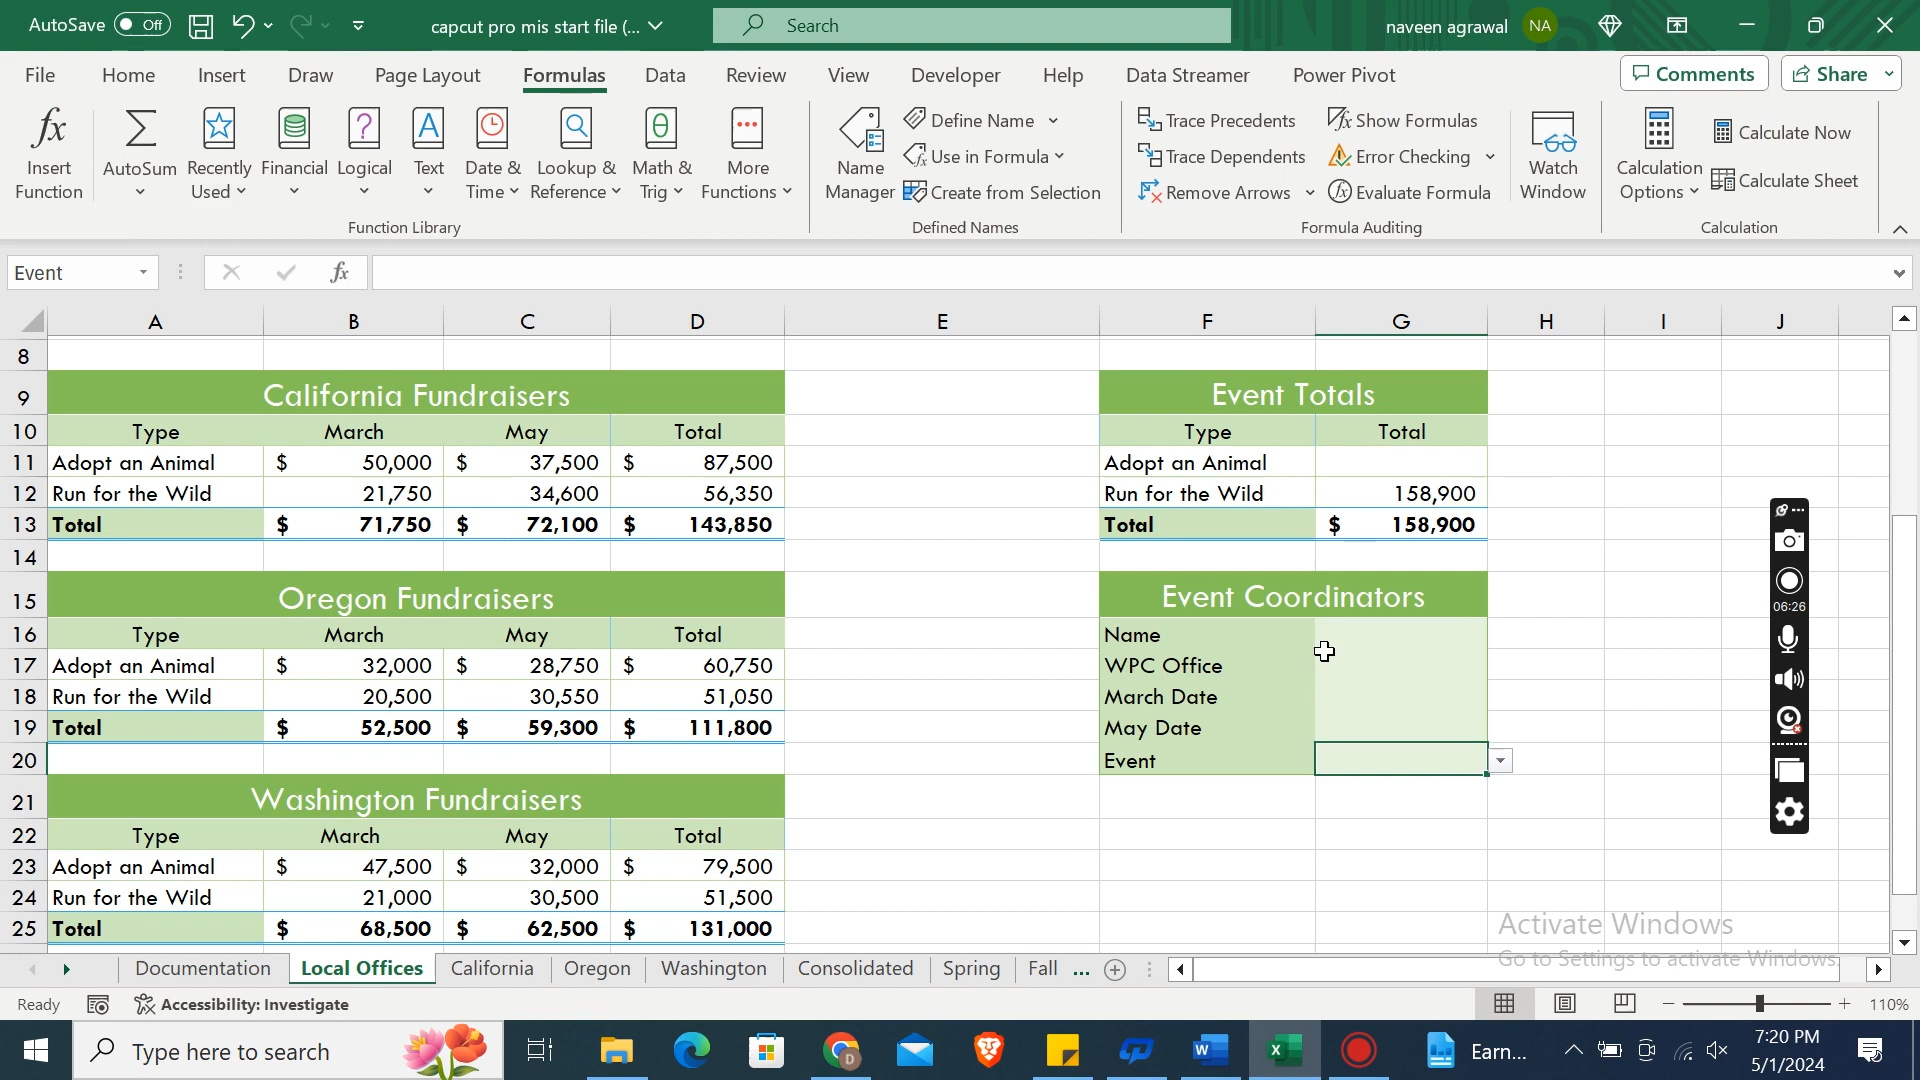 AutoSave Off capcut pro mis start file (... Search naveen agrawal NA
File Home Insert Draw Page Layout Formulas Data Review View Developer Help Data Streamer Power Pivot Comments Share
Insert Function AutoSum Recently Used Financial Logical Text Date & Time Lookup & Reference Math & Trig More Functions
Name Manager Define Name Use in Formula Create from Selection
Trace Precedents Trace Dependents Remove Arrows Show Formulas Error Checking Evaluate Formula Watch Window
Calculation Options Calculate Now Calculate Sheet
Function Library Defined Names Formula Auditing Calculation
Event fx
A B C D E F G H I J
8
9 California Fundraisers Event Totals
10 Type March May Total Type Total
11 Adopt an Animal $ 50,000 $ 37,500 $ 87,500 Adopt an Animal
12 Run for the Wild 21,750 34,600 56,350 Run for the Wild 158,900
13 Total $ 71,750 $ 72,100 $ 143,850 Total $ 158,900
14
15 Oregon Fundraisers Event Coordinators
16 Type March May Total Name
17 Adopt an Animal $ 32,000 $ 28,750 $ 60,750 WPC Office
18 Run for the Wild 20,500 30,550 51,050 March Date
19 Total $ 52,500 $ 59,300 $ 111,800 May Date
20 Event
21 Washington Fundraisers
22 Type March May Total
23 Adopt an Animal $ 47,500 $ 32,000 $ 79,500
24 Run for the Wild 21,000 30,500 51,500
25 Total $ 68,500 $ 62,500 $ 131,000
06:26
Activate Windows
Go to Settings to activate Windows.
Documentation Local Offices California Oregon Washington Consolidated Spring Fall ...
Ready Accessibility: Investigate 110%
Type here to search Earn... 7:20 PM
5/1/2024